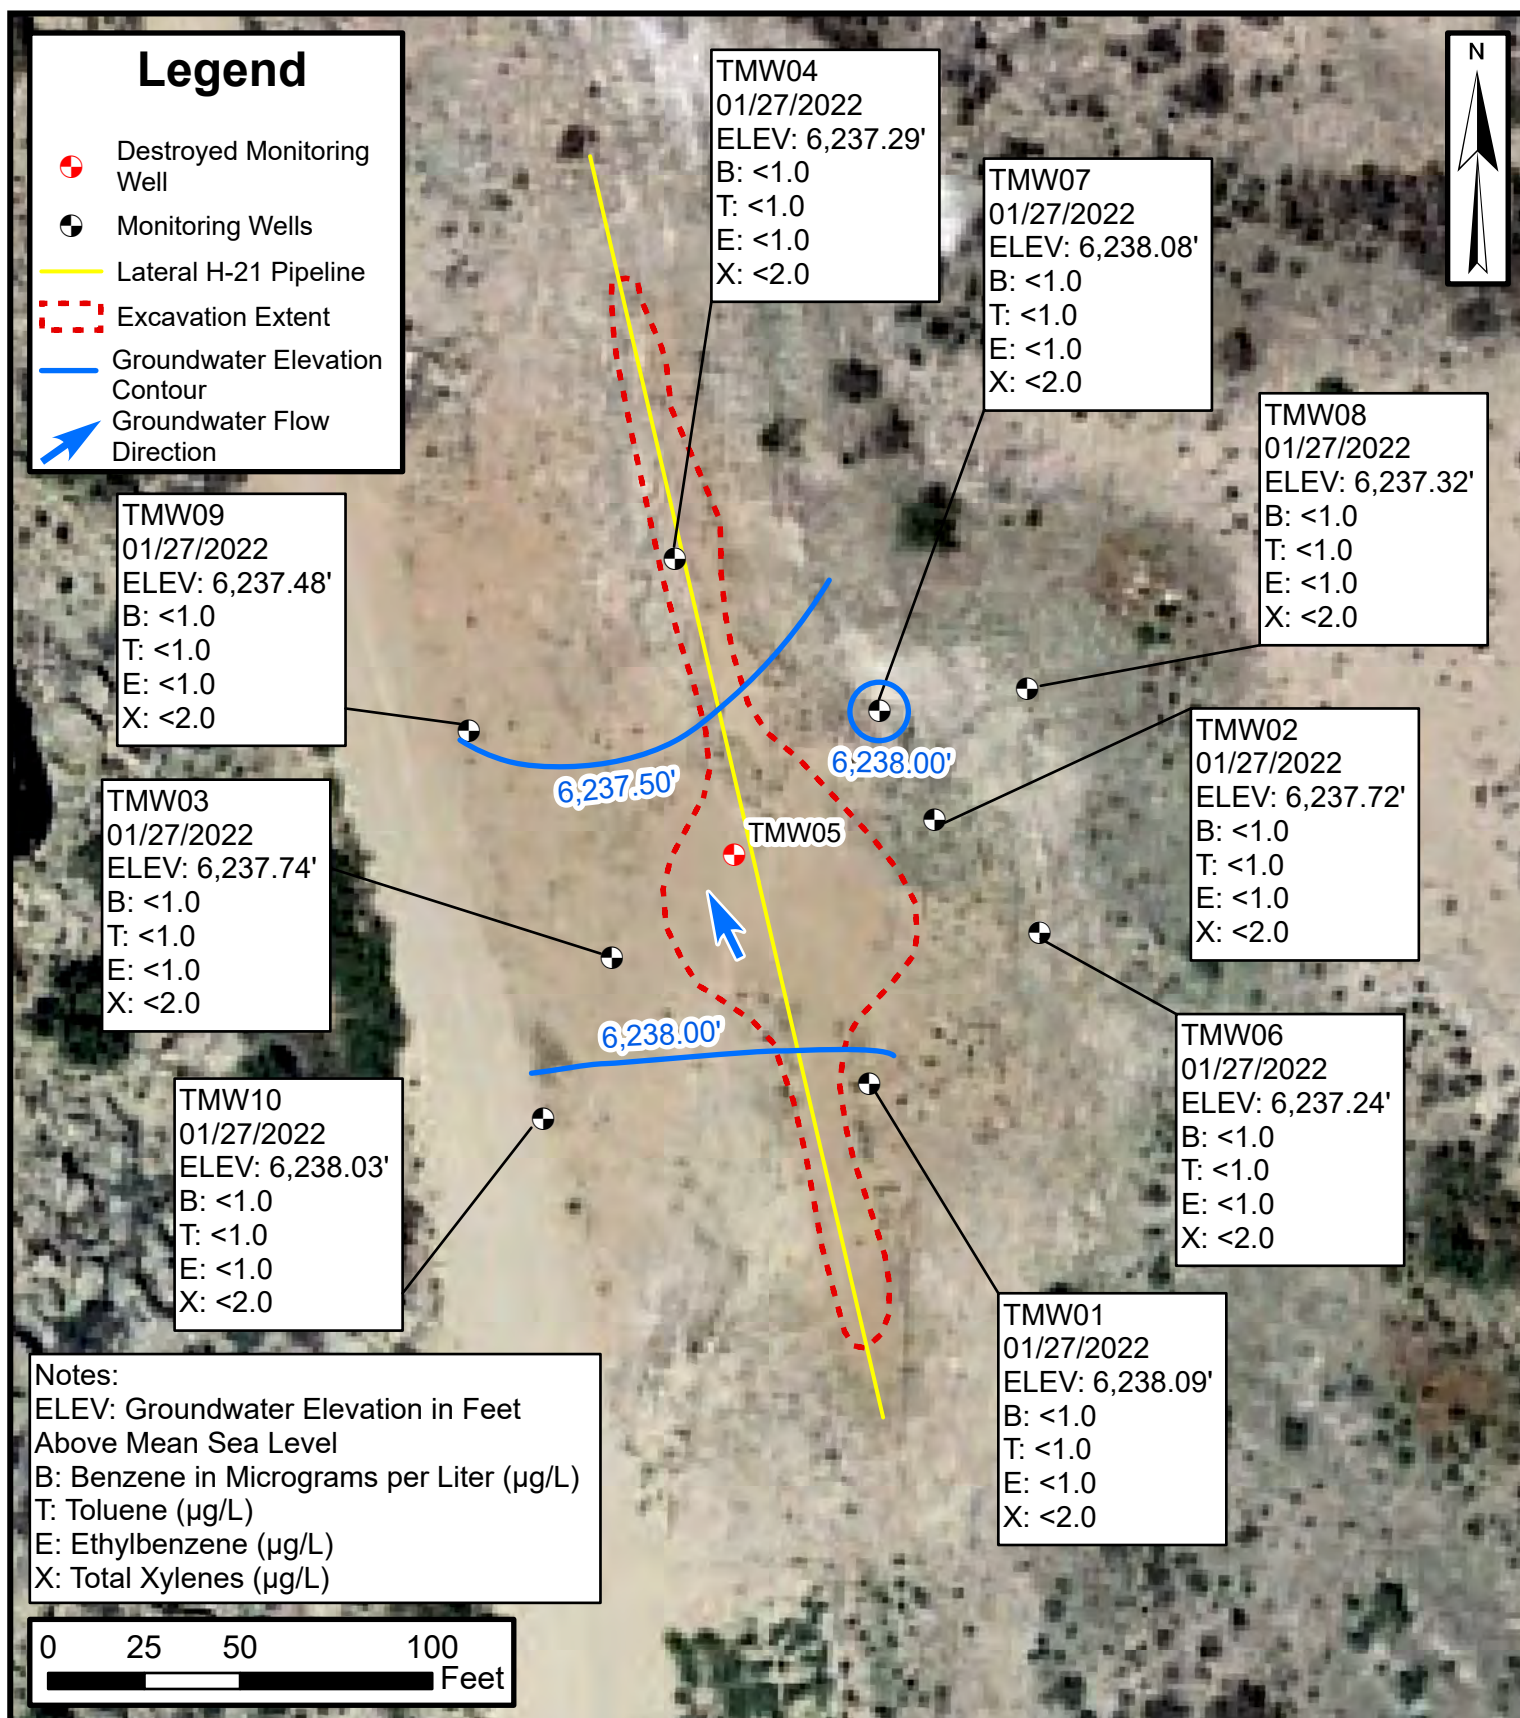 Legend
Destroyed Monitoring
Well
Monitoring Wells
Lateral H-21 Pipeline
Excavation Extent
Groundwater Elevation
Contour
Groundwater Flow
Direction
N
TMW04
01/27/2022
ELEV: 6,237.29'
B: <1.0
T: <1.0
E: <1.0
X: <2.0
TMW07
01/27/2022
ELEV: 6,238.08'
B: <1.0
T: <1.0
E: <1.0
X: <2.0
TMW08
01/27/2022
ELEV: 6,237.32'
B: <1.0
T: <1.0
E: <1.0
X: <2.0
TMW09
01/27/2022
ELEV: 6,237.48'
B: <1.0
T: <1.0
E: <1.0
X: <2.0
6,237.50'
6,238.00'
TMW02
01/27/2022
ELEV: 6,237.72'
B: <1.0
T: <1.0
E: <1.0
X: <2.0
TMW03
01/27/2022
ELEV: 6,237.74'
B: <1.0
T: <1.0
E: <1.0
X: <2.0
TMW05
6,238.00'
TMW06
01/27/2022
ELEV: 6,237.24'
B: <1.0
T: <1.0
E: <1.0
X: <2.0
TMW10
01/27/2022
ELEV: 6,238.03'
B: <1.0
T: <1.0
E: <1.0
X: <2.0
TMW01
01/27/2022
ELEV: 6,238.09'
B: <1.0
T: <1.0
E: <1.0
X: <2.0
Notes:
ELEV: Groundwater Elevation in Feet
Above Mean Sea Level
B: Benzene in Micrograms per Liter (µg/L)
T: Toluene (µg/L)
E: Ethylbenzene (µg/L)
X: Total Xylenes (µg/L)
0 25 50 100
Feet